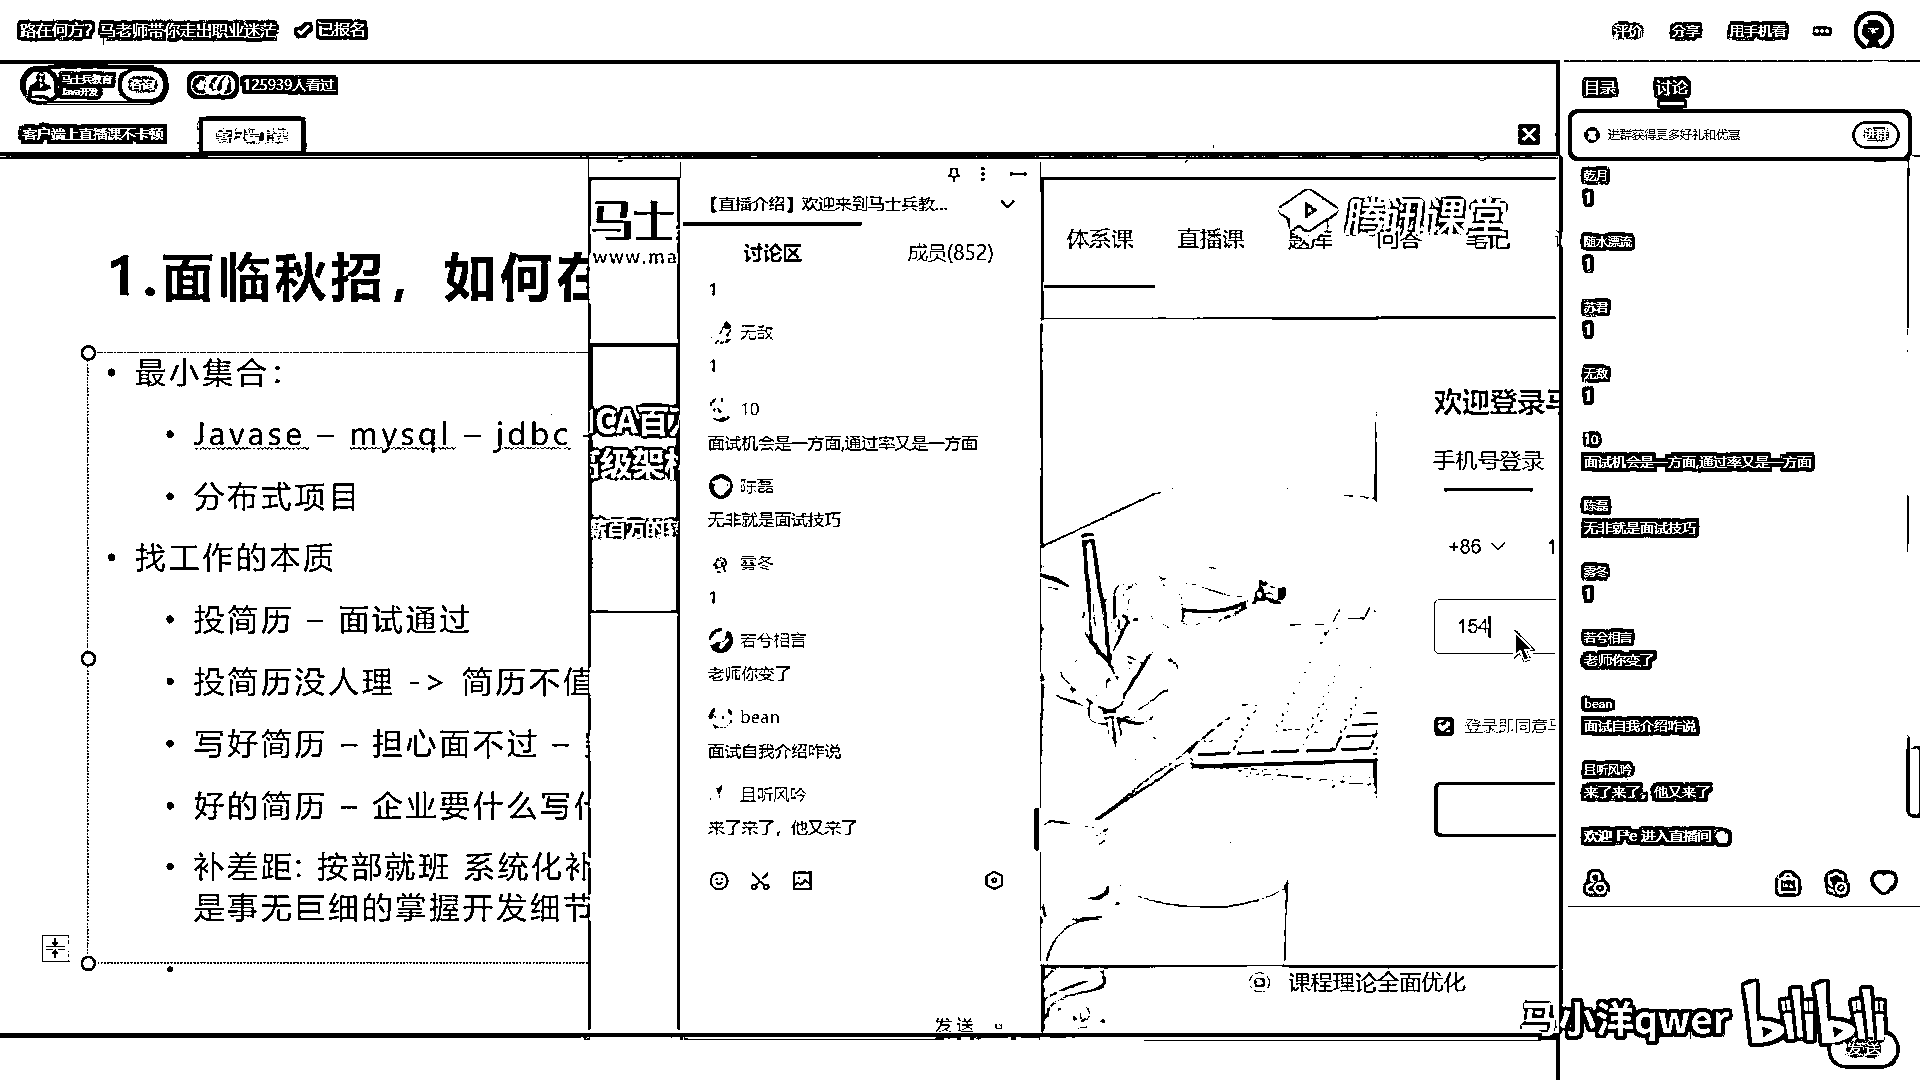 路在何方？马老师带你走出职业迷茫 已报名
评价 分享 用手机看
马士兵教育
Java开发
咨询
125939人看过
客户端上直播课不卡顿
目录 讨论
进群获得更多好礼和优惠 进群
1.面临秋招，如何在
• 最小集合：
• Javase – mysql – jdbc
• 分布式项目
• 找工作的本质
• 投简历 – 面试通过
• 投简历没人理 -> 简历不值
• 写好简历 – 担心面不过 –
• 好的简历 – 企业要什么写什
• 补差距: 按部就班 系统化补
是事无巨细的掌握开发细节
马士
www.ma
CA百万
高级架构
【直播介绍】欢迎来到马士兵教...
讨论区 成员(852)
1
无敌
1
10
面试机会是一方面,通过率又是一方面
陈磊
无非就是面试技巧
雾冬
1
若兮相言
老师你变了
bean
面试自我介绍咋说
且听风吟
来了来了，他又来了
发送
腾讯课堂
体系课 直播课 题库 问答 笔记
欢迎登录马
手机号登录
+86 1
154
登录即同意马
课程理论全面优化
乾月
1
随水漂流
1
苏君
1
无敌
1
10
面试机会是一方面,通过率又是一方面
陈磊
无非就是面试技巧
雾冬
1
若兮相言
老师你变了
bean
面试自我介绍咋说
且听风吟
来了来了，他又来了
欢迎 F*e 进入直播间
马小洋qwer bilibili
发送